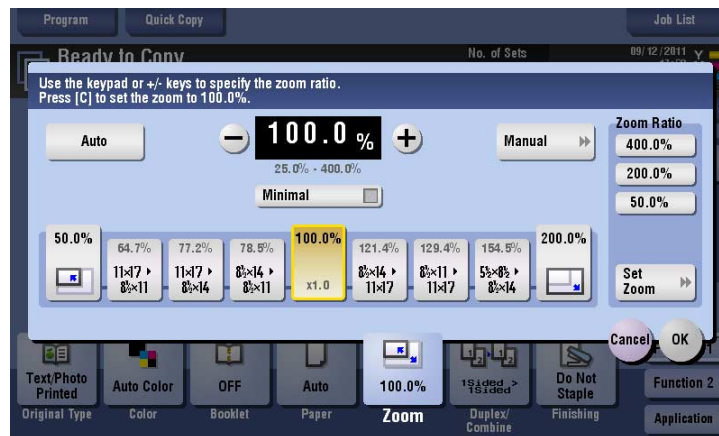 Program
Quick Copy
Job List
Ready to Copy
No. of Sets
09/12/2011
Y
Use the keypad or +/- keys to specify the zoom ratio.
Press [C] to set the zoom to 100.0%.
Auto
− 100.0 % +
25.0% - 400.0%
Minimal
Manual
Zoom Ratio
400.0%
200.0%
50.0%
Set
Zoom
50.0%
64.7%
11×17 ▸
8½×11
77.2%
11×17 ▸
8½×14
78.5%
8½×14 ▸
8½×11
100.0%
x1.0
121.4%
8½×14 ▸
11×17
129.4%
8½×11 ▸
11×17
154.5%
5½×8½ ▸
8½×14
200.0%
Cancel
OK
Text/Photo
Printed
Original Type
Auto Color
Color
OFF
Booklet
Auto
Paper
100.0%
Zoom
1Sided >
1Sided
Duplex/
Combine
Do Not
Staple
Finishing
Function 2
Application